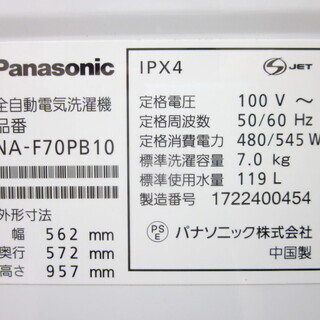 Panasonic
IPX4
S JET
全自動電気洗濯機
品番
NA-F70PB10
外形寸法
幅 562 mm
奥行 572 mm
高さ 957 mm
定格電圧 100 V ～
定格周波数 50/60 Hz
定格消費電力 480/545 W
標準洗濯容量 7.0 kg
標準使用水量 119 L
製造番号 1722400454
PSE パナソニック株式会社
中国製